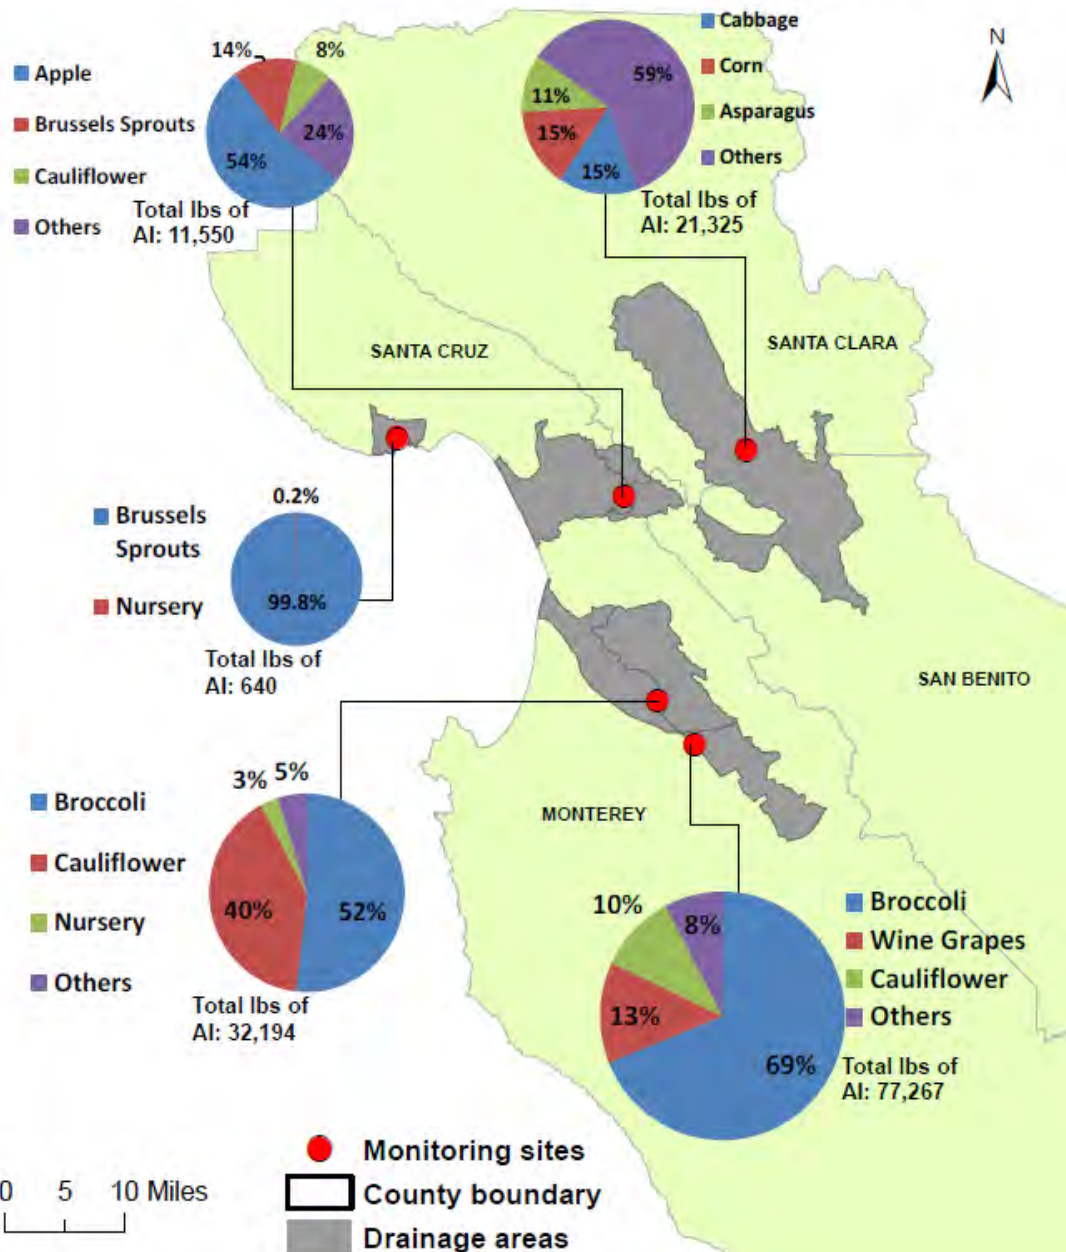 14%
8%
Apple
Brussels Sprouts
Cauliflower
Others
54%
24%
Total lbs of
AI: 11,550
Cabbage
Corn
Asparagus
Others
59%
11%
15%
15%
Total lbs of
AI: 21,325
N
SANTA CRUZ
SANTA CLARA
Brussels
Sprouts
Nursery
0.2%
99.8%
Total lbs of
AI: 640
SAN BENITO
MONTEREY
Broccoli
Cauliflower
Nursery
Others
3%
5%
40%
52%
Total lbs of
AI: 32,194
10%
8%
13%
69%
Broccoli
Wine Grapes
Cauliflower
Others
Total lbs of
AI: 77,267
0 5 10 Miles
Monitoring sites
County boundary
Drainage areas